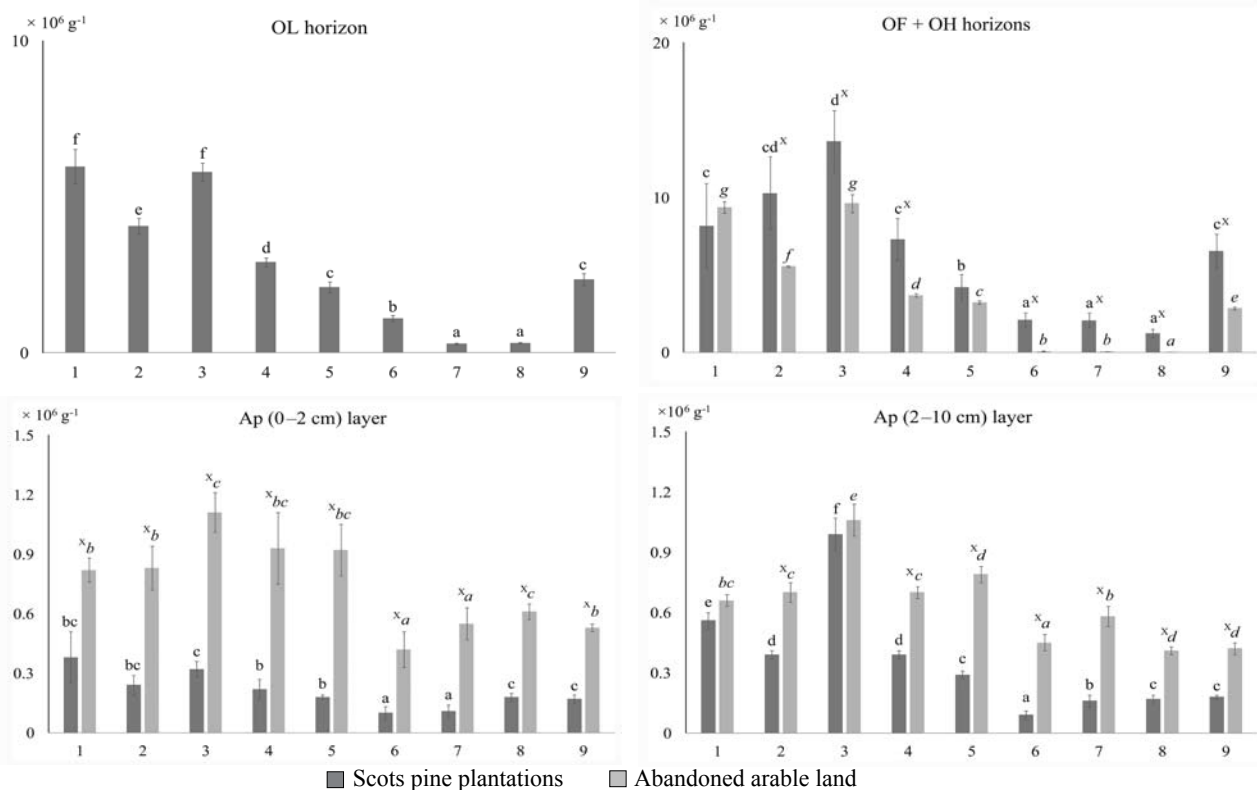 × 10⁶ g⁻¹
OL horizon
10
0
f
e
f
d
c
b
a
a
c
1 2 3 4 5 6 7 8 9
× 10⁶ g⁻¹
OF + OH horizons
20
10
0
c
g
cdˣ
f
dˣ
g
cˣ
d
b
c
aˣ
b
aˣ
b
aˣ
a
cˣ
e
1 2 3 4 5 6 7 8 9
× 10⁶ g⁻¹
Ap (0–2 cm) layer
1.5
1.2
0.9
0.6
0.3
0
bc
ˣb
bc
ˣb
c
ˣc
b
ˣbc
b
ˣbc
a
ˣa
a
ˣa
c
ˣc
c
ˣb
1 2 3 4 5 6 7 8 9
× 10⁶ g⁻¹
Ap (2–10 cm) layer
1.5
1.2
0.9
0.6
0.3
0
e
bc
d
ˣc
f
e
d
ˣc
c
ˣd
a
ˣa
b
ˣb
c
ˣd
c
ˣd
1 2 3 4 5 6 7 8 9
Scots pine plantations Abandoned arable land